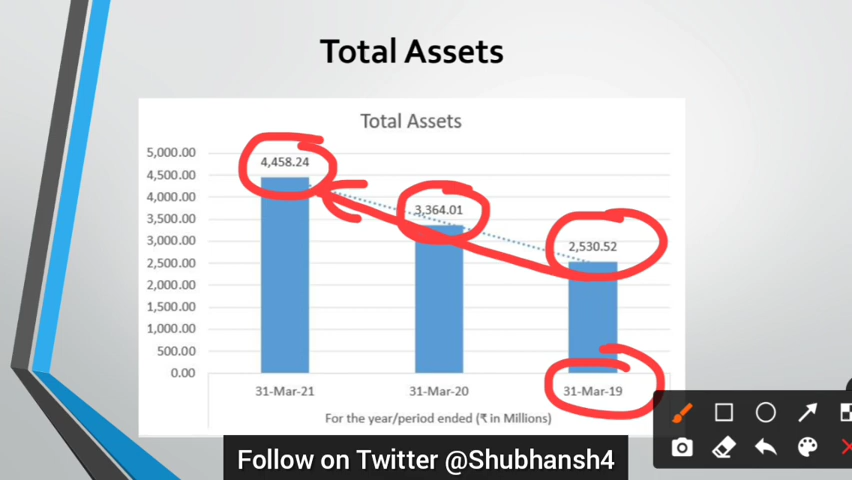 Total Assets
Total Assets
5,000.00
4,500.00
4,000.00
3,500.00
3,000.00
2,500.00
2,000.00
1,500.00
1,000.00
500.00
0.00
4,458.24
3,364.01
2,530.52
31-Mar-21
31-Mar-20
31-Mar-19
For the year/period ended (₹ in Millions)
Follow on Twitter @Shubhansh4